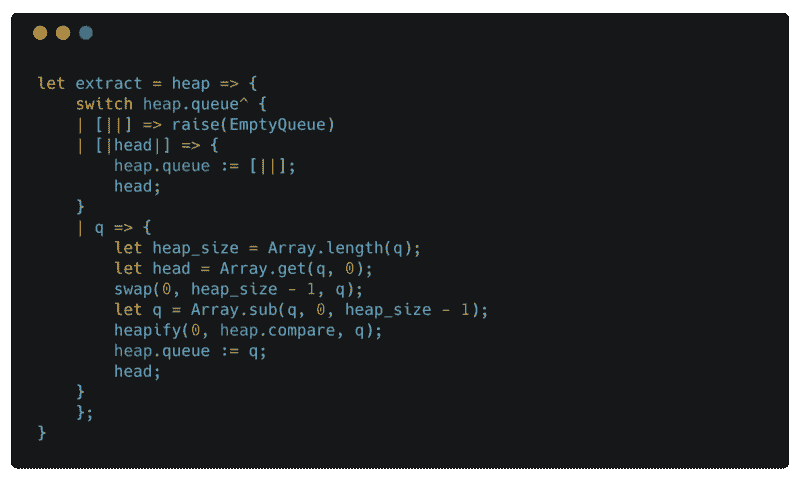 let extract = heap => {
    switch heap.queue^ {
    | [||] => raise(EmptyQueue)
    | [|head|] => {
        heap.queue := [||];
        head;
    }
    | q => {
        let heap_size = Array.length(q);
        let head = Array.get(q, 0);
        swap(0, heap_size - 1, q);
        let q = Array.sub(q, 0, heap_size - 1);
        heapify(0, heap.compare, q);
        heap.queue := q;
        head;
    }
    };
}